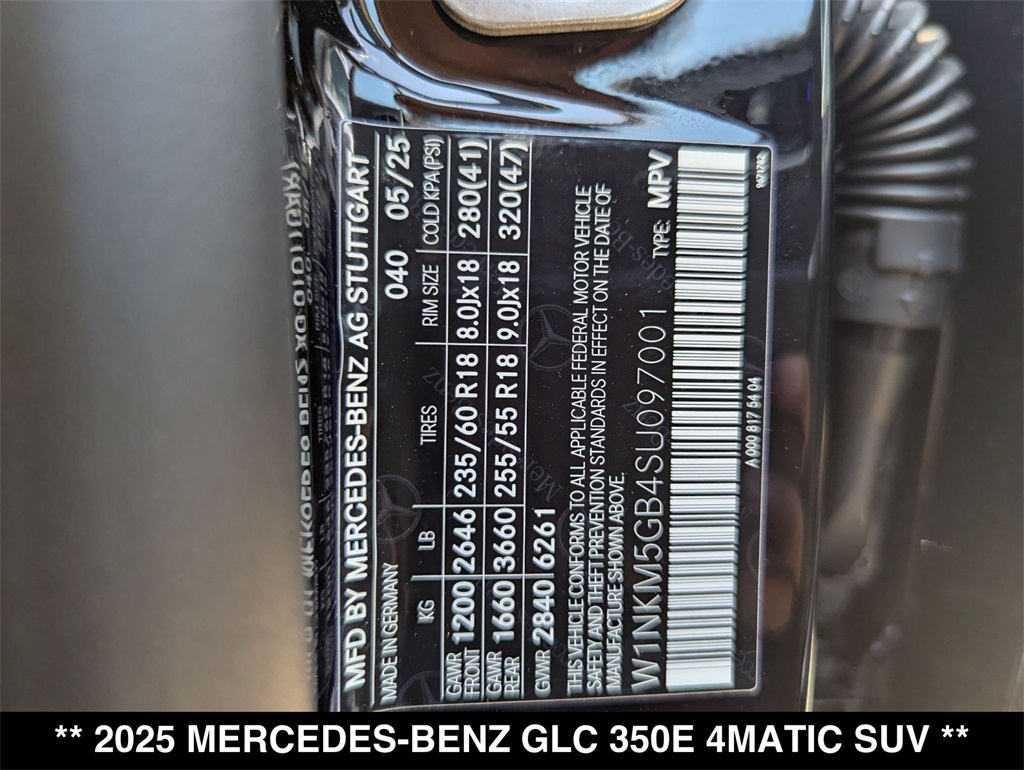 MFD BY MERCEDES-BENZ AG STUTTGART
MADE IN GERMANY 040 05/25
KG LB TIRES RIM SIZE COLD KPA(PSI)
GAWR FRONT 1200 2646 235/60 R18 8.0Jx18 280(41)
GAWR REAR 1660 3660 255/55 R18 9.0Jx18 320(47)
GVWR 2840 6261
THIS VEHICLE CONFORMS TO ALL APPLICABLE FEDERAL MOTOR VEHICLE
SAFETY AND THEFT PREVENTION STANDARDS IN EFFECT ON THE DATE OF
MANUFACTURE SHOWN ABOVE.
W1NKM5GB4SU097001 TYPE: MPV
A 000 817 54 04
9671782
** 2025 MERCEDES-BENZ GLC 350E 4MATIC SUV **